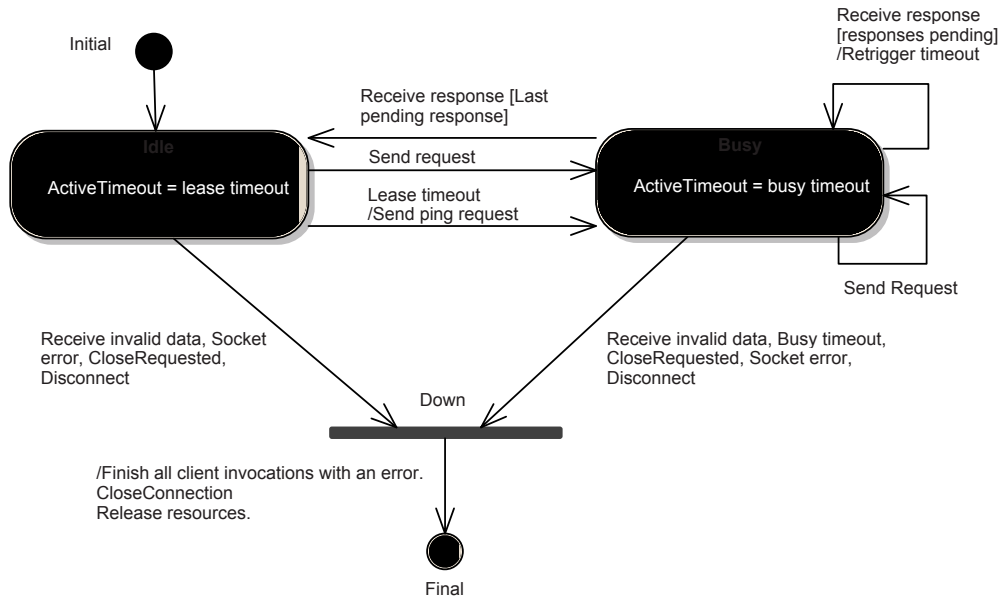 Initial
Receive response
[responses pending]
/Retrigger timeout
Receive response [Last
pending response]
Idle
Busy
Send request
ActiveTimeout = lease timeout
ActiveTimeout = busy timeout
Lease timeout
/Send ping request
Send Request
Receive invalid data, Socket
error, CloseRequested,
Disconnect
Receive invalid data, Busy timeout,
CloseRequested, Socket error,
Disconnect
Down
/Finish all client invocations with an error.
CloseConnection
Release resources.
Final